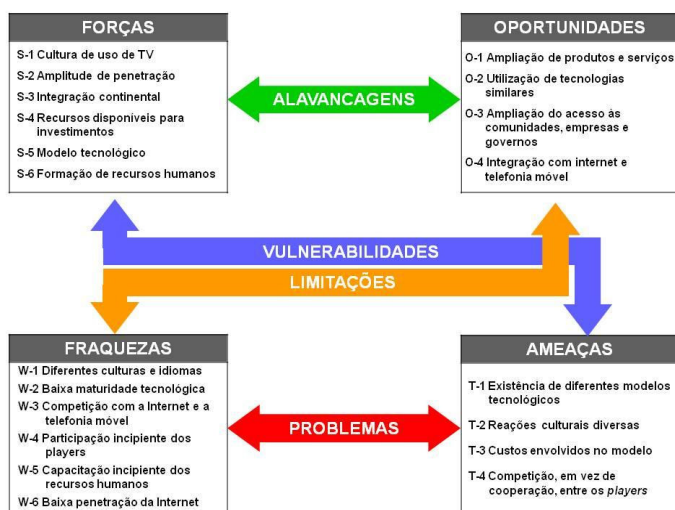 FORÇAS
S-1 Cultura de uso de TV
S-2 Amplitude de penetração
S-3 Integração continental
S-4 Recursos disponíveis para
investimentos
S-5 Modelo tecnológico
S-6 Formação de recursos humanos
ALAVANCAGENS
OPORTUNIDADES
O-1 Ampliação de produtos e serviços
O-2 Utilização de tecnologias
similares
O-3 Ampliação do acesso às
comunidades, empresas e
governos
O-4 Integração com internet e
telefonia móvel
VULNERABILIDADES
LIMITAÇÕES
FRAQUEZAS
W-1 Diferentes culturas e idiomas
W-2 Baixa maturidade tecnológica
W-3 Competição com a Internet e a
telefonia móvel
W-4 Participação incipiente dos
players
W-5 Capacitação incipiente dos
recursos humanos
W-6 Baixa penetração da Internet
PROBLEMAS
AMEAÇAS
T-1 Existência de diferentes modelos
tecnológicos
T-2 Reações culturais diversas
T-3 Custos envolvidos no modelo
T-4 Competição, em vez de
cooperação, entre os players